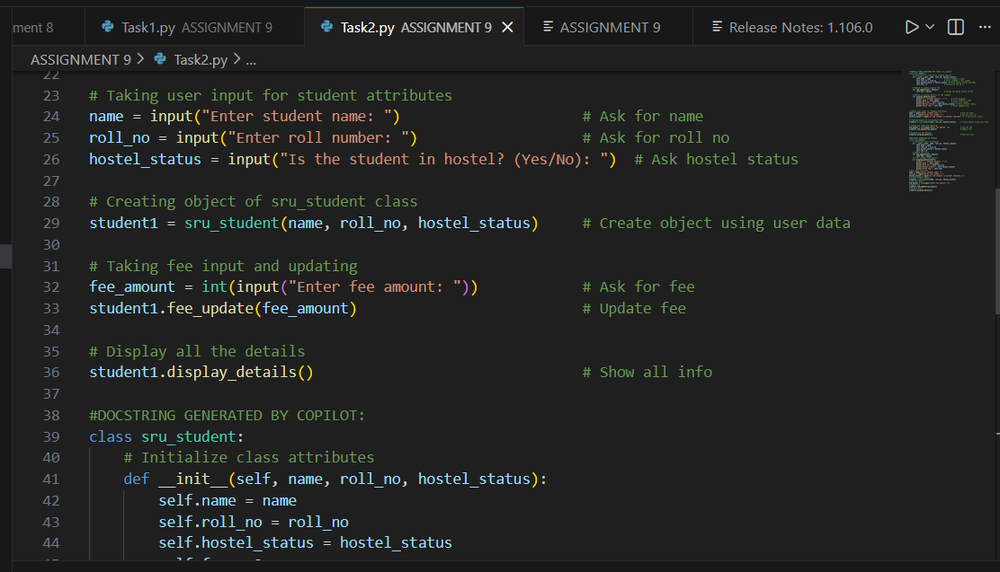 ment 8
Task1.py ASSIGNMENT 9
Task2.py ASSIGNMENT 9
ASSIGNMENT 9
Release Notes: 1.106.0
ASSIGNMENT 9 > Task2.py > ...
22
23 # Taking user input for student attributes
24 name = input("Enter student name: ") # Ask for name
25 roll_no = input("Enter roll number: ") # Ask for roll no
26 hostel_status = input("Is the student in hostel? (Yes/No): ") # Ask hostel status
27
28 # Creating object of sru_student class
29 student1 = sru_student(name, roll_no, hostel_status) # Create object using user data
30
31 # Taking fee input and updating
32 fee_amount = int(input("Enter fee amount: ")) # Ask for fee
33 student1.fee_update(fee_amount) # Update fee
34
35 # Display all the details
36 student1.display_details() # Show all info
37
38 #DOCSTRING GENERATED BY COPILOT:
39 class sru_student:
40 # Initialize class attributes
41 def __init__(self, name, roll_no, hostel_status):
42 self.name = name
43 self.roll_no = roll_no
44 self.hostel_status = hostel_status